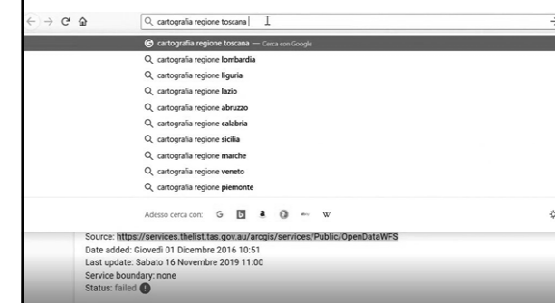 cartografia regione toscana
cartografia regione toscana — Cerca con Google
cartografia regione lombardia
cartografia regione liguria
cartografia regione lazio
cartografia regione abruzzo
cartografia regione calabria
cartografia regione sicilia
cartografia regione marche
cartografia regione veneto
cartografia regione piemonte
Adesso cerca con: G b a W
Source: https://services.thelist.tas.gov.au/arcgis/services/Public/OpenDataWFS
Date added: Giovedì 01 Dicembre 2016 10:51
Last update: Sabato 16 Novembre 2019 11:00
Service boundary: none
Status: failed